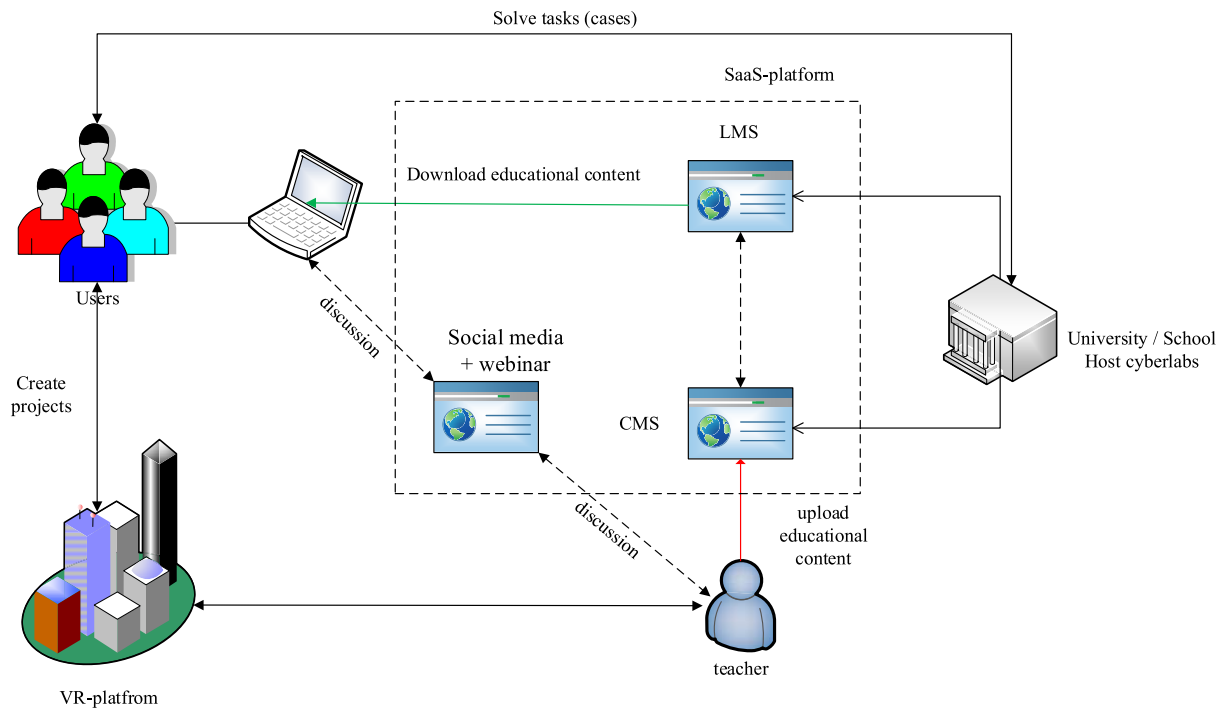 Solve tasks (cases)
SaaS-platform
LMS
Download educational content
Users
discussion
Social media
+ webinar
University / School
Host cyberlabs
Create
projects
CMS
discussion
upload
educational
content
teacher
VR-platfrom